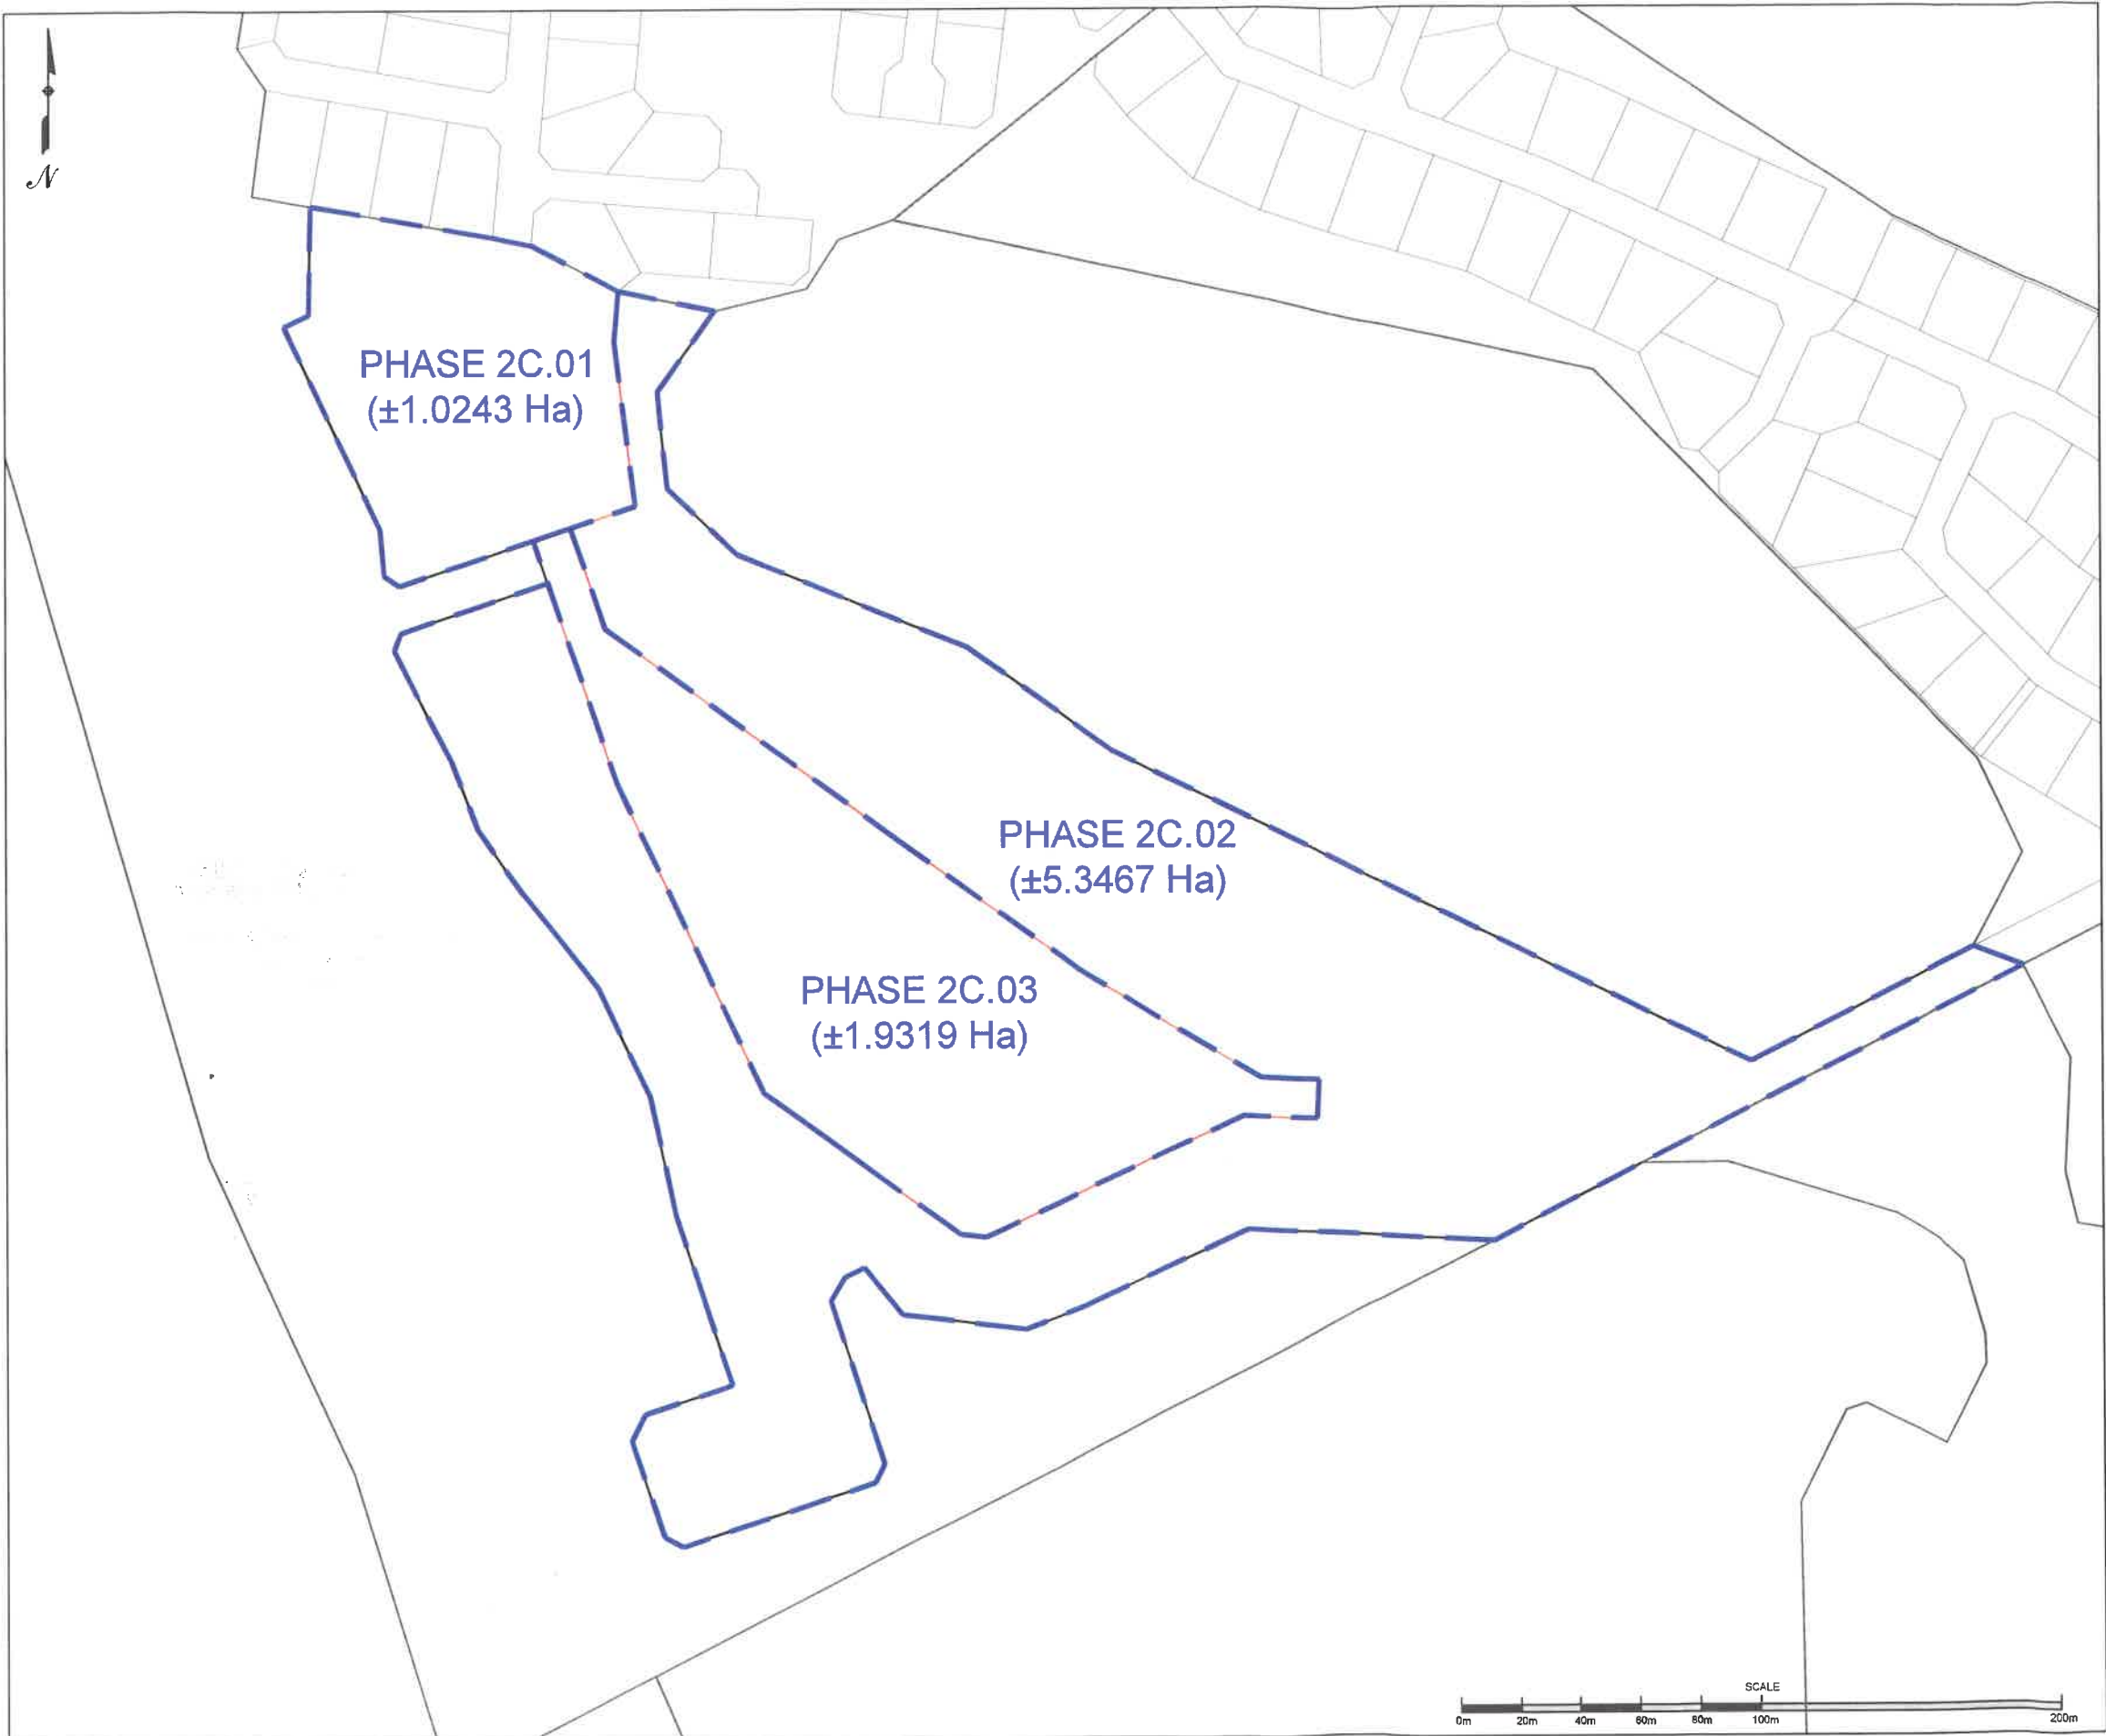 N
PHASE 2C.01
(±1.0243 Ha)
PHASE 2C.02
(±5.3467 Ha)
PHASE 2C.03
(±1.9319 Ha)
SCALE
0m 20m 40m 60m 80m 100m 200m